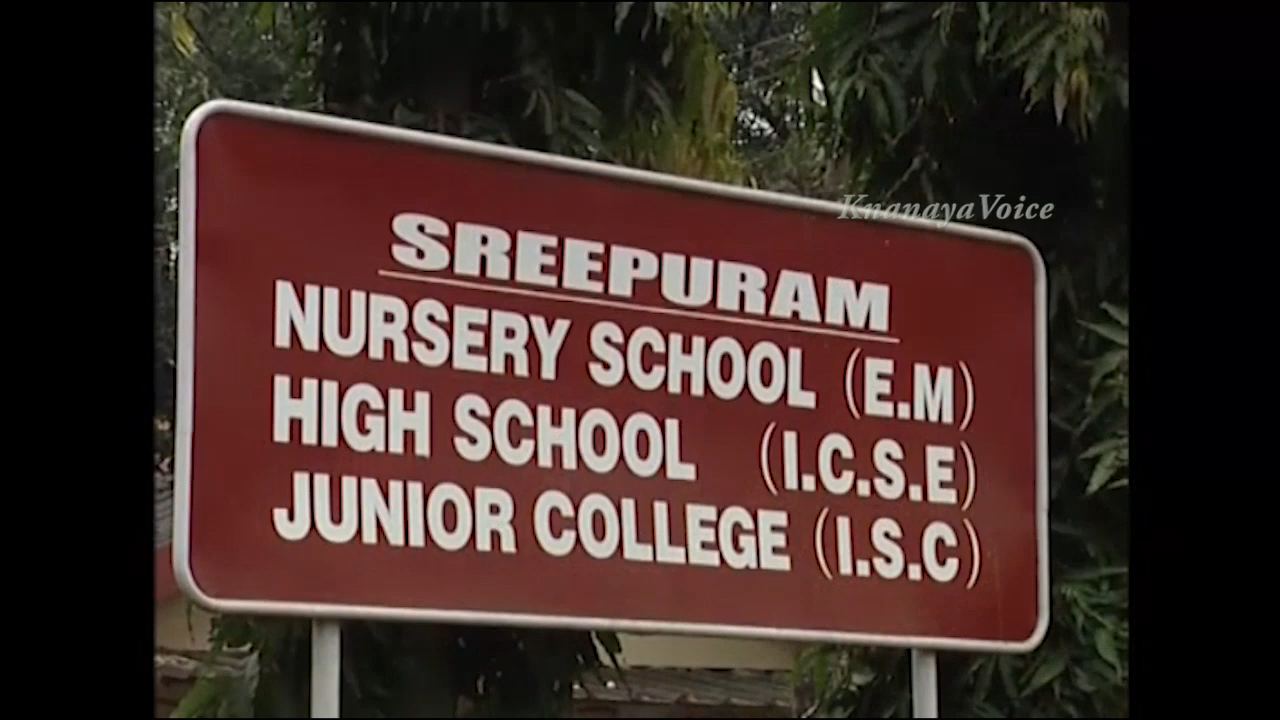 KnanayaVoice
SREEPURAM
NURSERY SCHOOL (E.M)
HIGH SCHOOL (I.C.S.E)
JUNIOR COLLEGE (I.S.C)